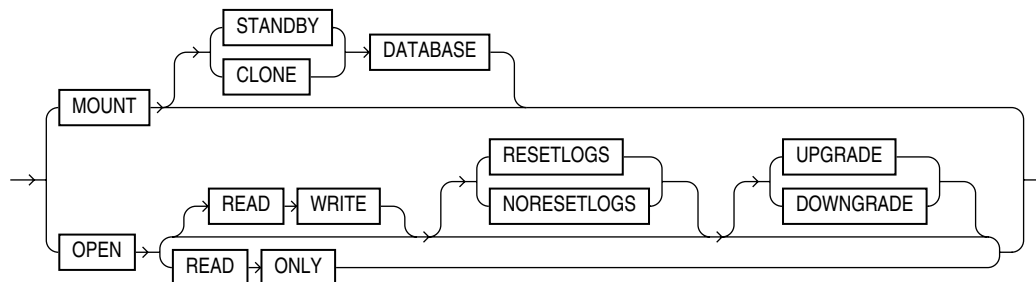 STANDBY
CLONE
DATABASE
MOUNT
RESETLOGS
NORESETLOGS
UPGRADE
DOWNGRADE
READ WRITE
OPEN
READ ONLY